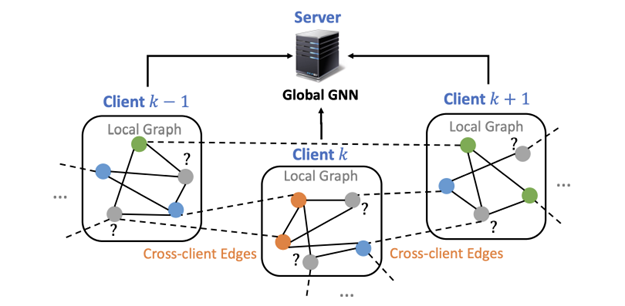 Server
Global GNN
Client k − 1
Local Graph
?
?
...
Client k
Local Graph
?
?
...
Client k + 1
Local Graph
?
?
...
Cross-client Edges
Cross-client Edges